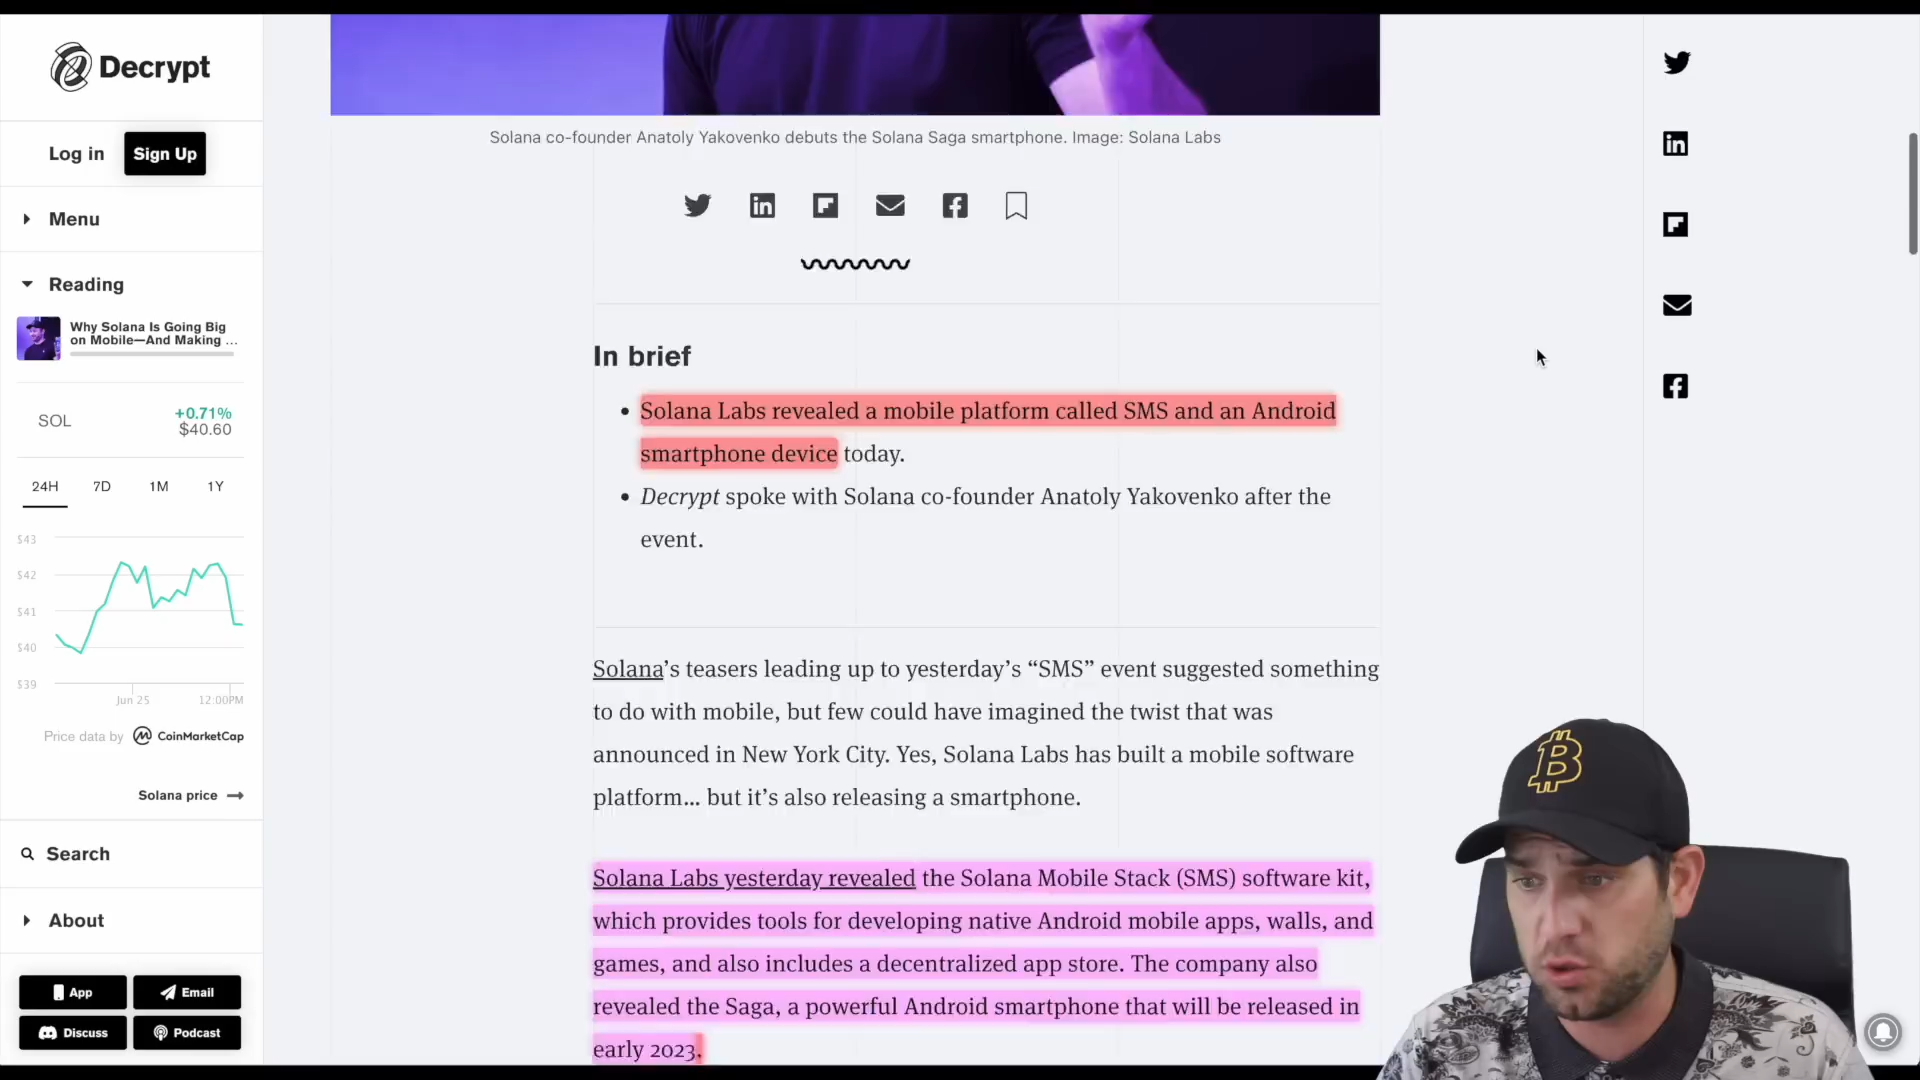 Decrypt
Log in
Sign Up
Menu
Reading
Why Solana Is Going Big
on Mobile—And Making ...
SOL
+0.71%
$40.60
24H
7D
1M
1Y
$43
$42
$41
$40
$39
Jun 25
12:00PM
Price data by CoinMarketCap
Solana price
Search
About
App
Email
Discuss
Podcast
Solana co-founder Anatoly Yakovenko debuts the Solana Saga smartphone. Image: Solana Labs
In brief
Solana Labs revealed a mobile platform called SMS and an Android
smartphone device today.
Decrypt spoke with Solana co-founder Anatoly Yakovenko after the
event.
Solana’s teasers leading up to yesterday’s “SMS” event suggested something
to do with mobile, but few could have imagined the twist that was
announced in New York City. Yes, Solana Labs has built a mobile software
platform… but it’s also releasing a smartphone.
Solana Labs yesterday revealed the Solana Mobile Stack (SMS) software kit,
which provides tools for developing native Android mobile apps, walls, and
games, and also includes a decentralized app store. The company also
revealed the Saga, a powerful Android smartphone that will be released in
early 2023.